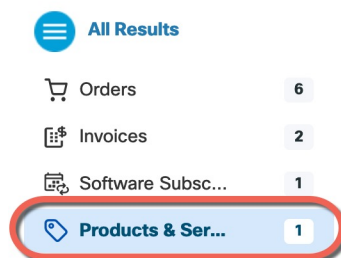 All Results
Orders 6
Invoices 2
Software Subsc... 1
Products & Ser... 1